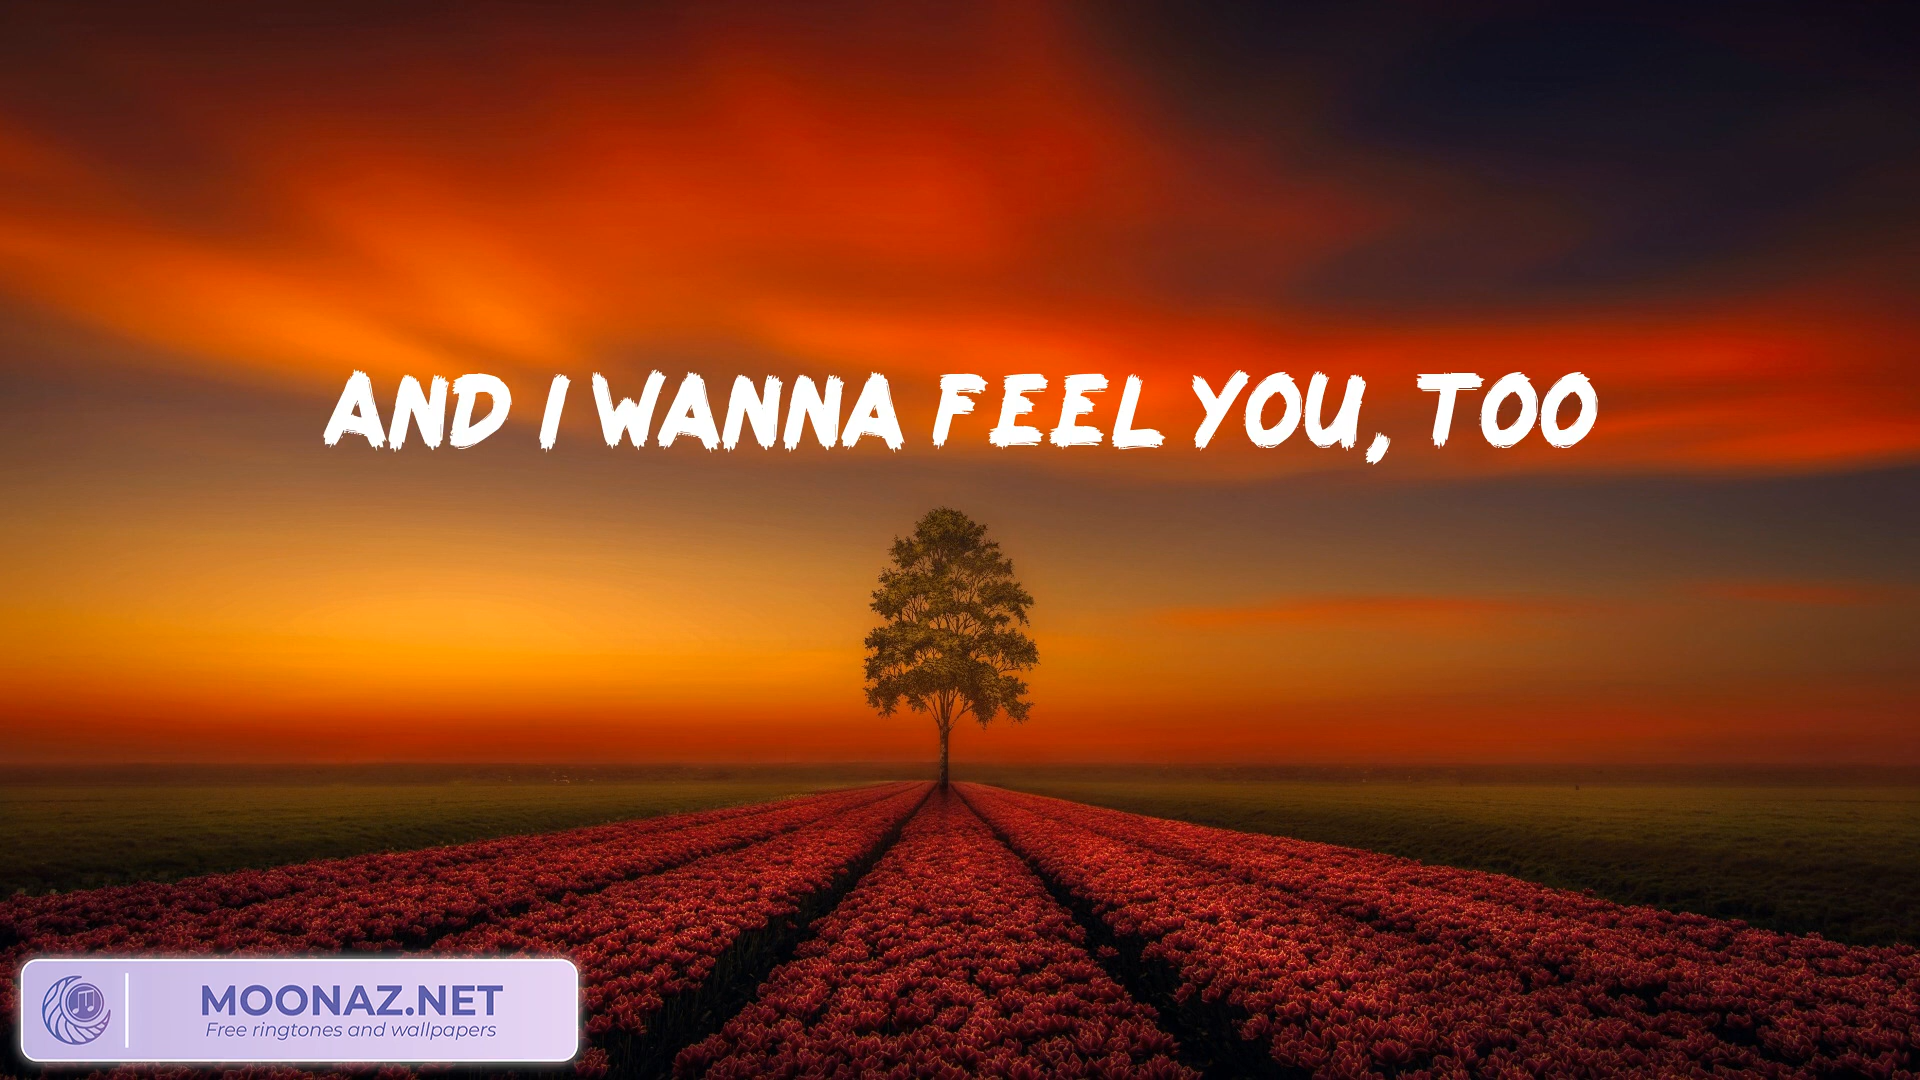 AND I WANNA FEEL YOU, TOO
MOONAZ.NET
Free ringtones and wallpapers